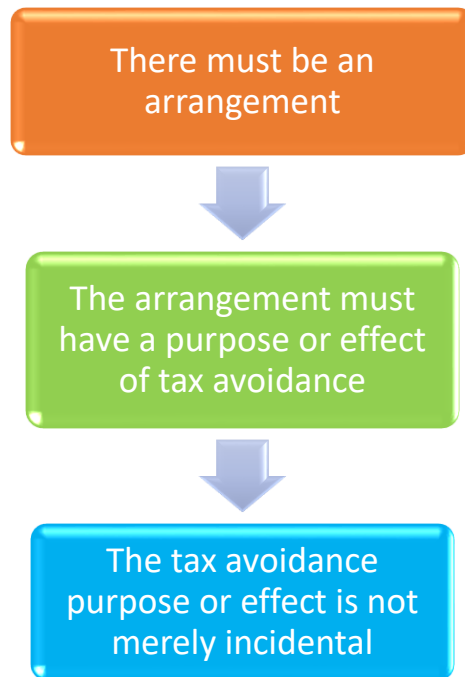 There must be an
arrangement
The arrangement must
have a purpose or effect
of tax avoidance
The tax avoidance
purpose or effect is not
merely incidental